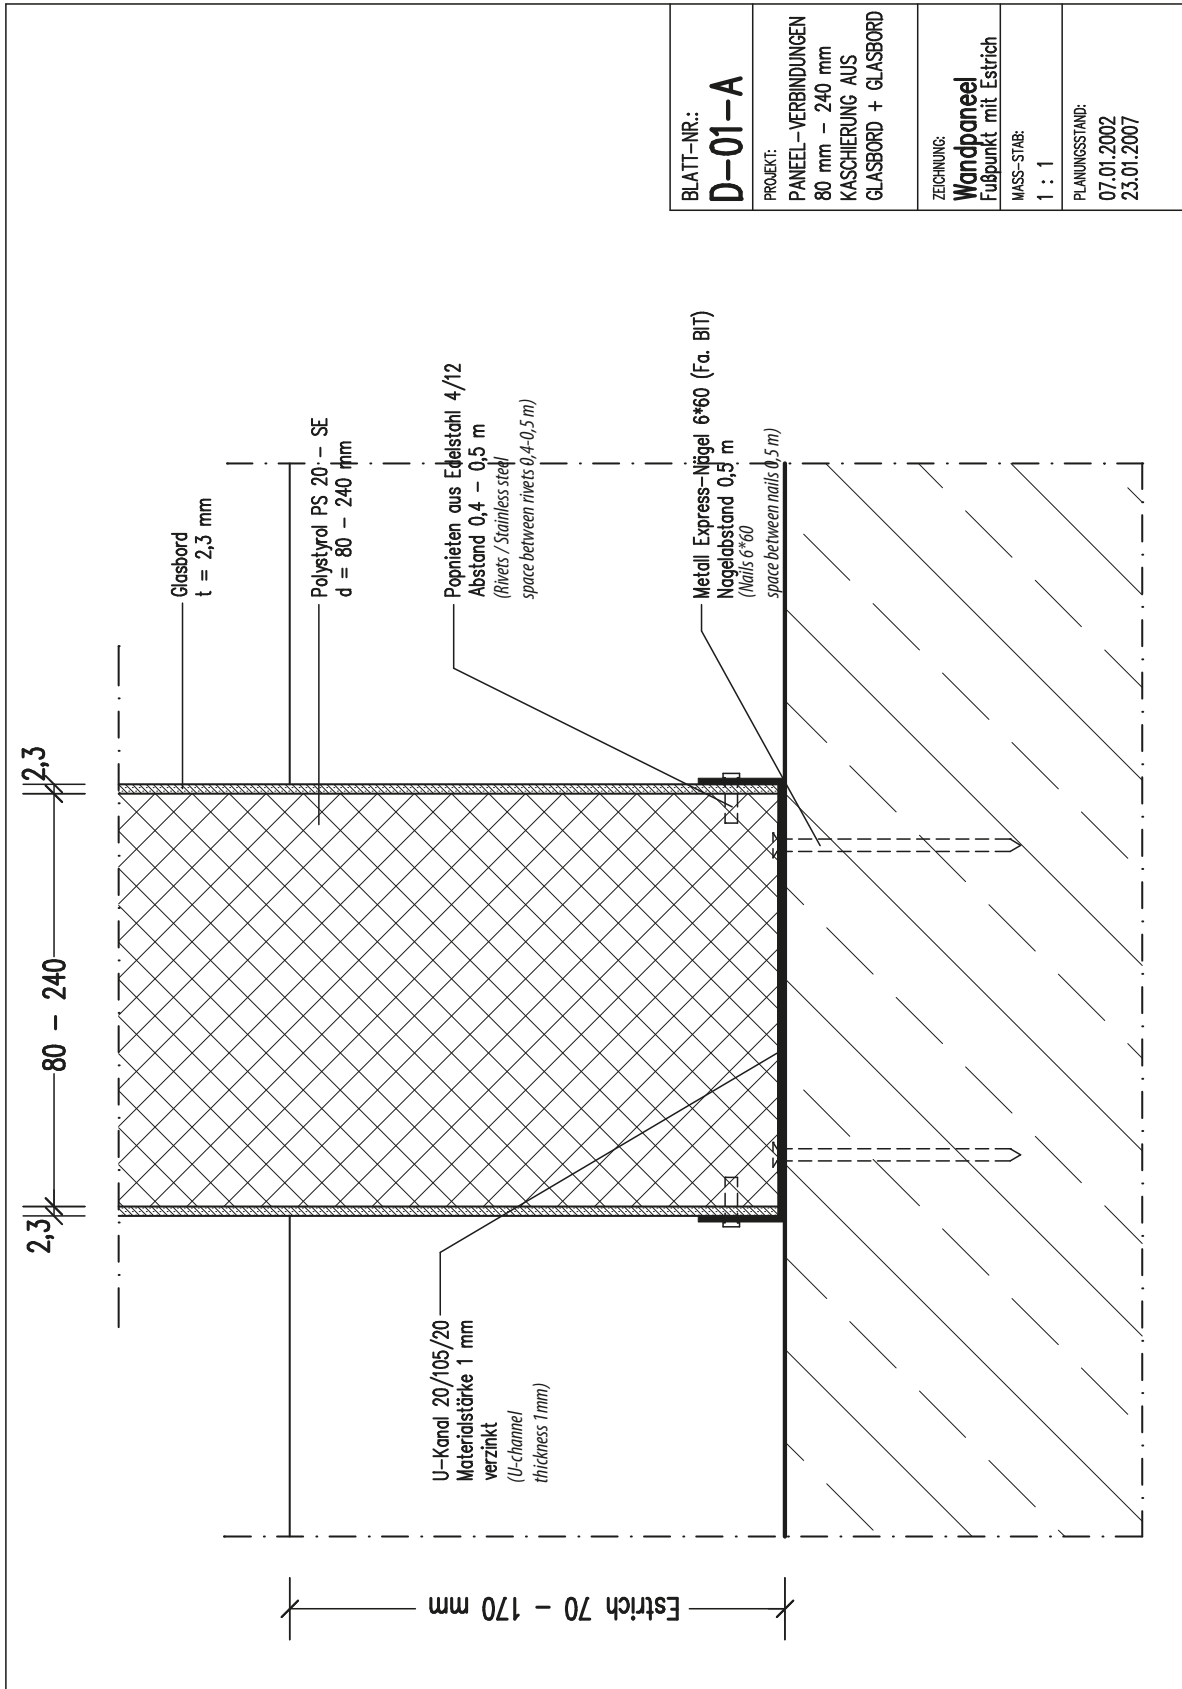 2,3
80 - 240
2,3
Glasbord
t = 2,3 mm
Polystyrol PS 20 - SE
d = 80 - 240 mm
Popnieten aus Edelstahl 4/12
Abstand 0,4 - 0,5 m
(Rivets / Stainless steel
space between rivets 0,4-0,5 m)
Metall Express-Nägel 6*60 (Fa. BIT)
Nagelabstand 0,5 m
(Nails 6*60
space between nails 0,5 m)
U-Kanal 20/105/20
Materialstärke 1 mm
verzinkt
(U-channel
thickness 1mm)
Estrich 70 - 170 mm
BLATT-NR.:
D-01-A
PROJEKT:
PANEEL-VERBINDUNGEN
80 mm - 240 mm
KASCHIERUNG AUS
GLASBORD + GLASBORD
ZEICHNUNG:
Wandpaneel
Fußpunkt mit Estrich
MASS-STAB:
1 : 1
PLANUNGSSTAND:
07.01.2002
23.01.2007